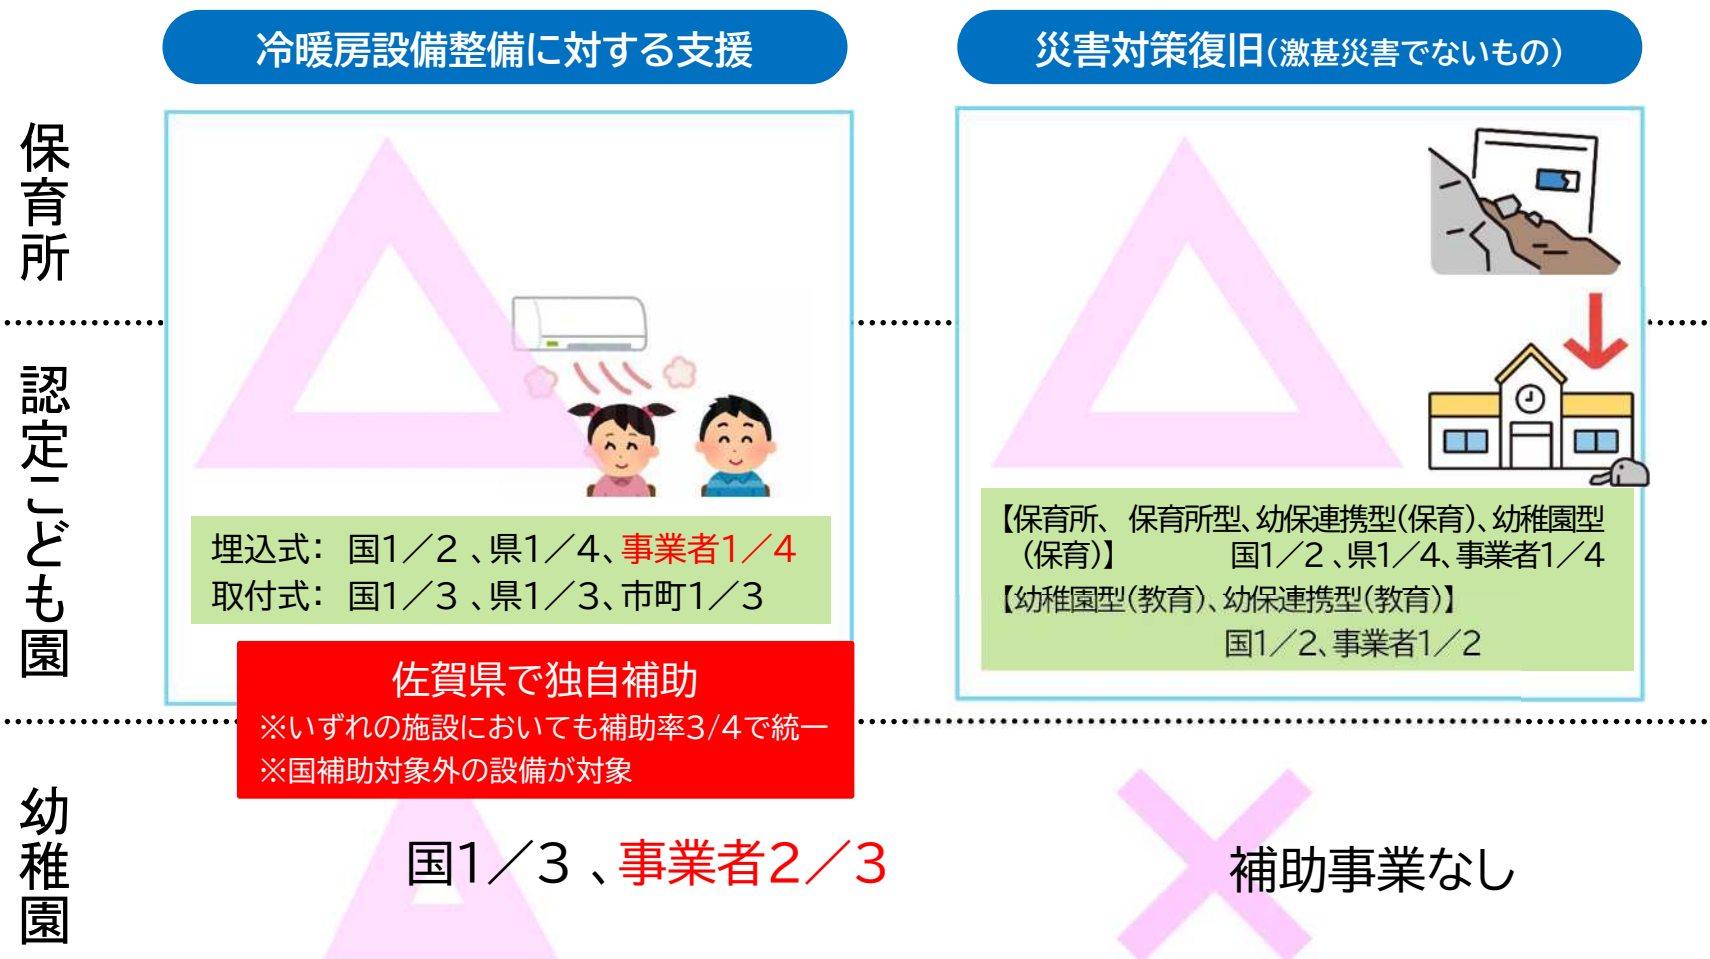 冷暖房設備整備に対する支援
災害対策復旧(激甚災害でないもの)
保育所
認定こども園
幼稚園
埋込式: 国1/2、県1/4、事業者1/4
取付式: 国1/3、県1/3、市町1/3
佐賀県で独自補助
※いずれの施設においても補助率3/4で統一
※国補助対象外の設備が対象
国1/3、事業者2/3
【保育所、保育所型、幼保連携型(保育)、幼稚園型
(保育)】 国1/2、県1/4、事業者1/4
【幼稚園型(教育)、幼保連携型(教育)】
国1/2、事業者1/2
補助事業なし